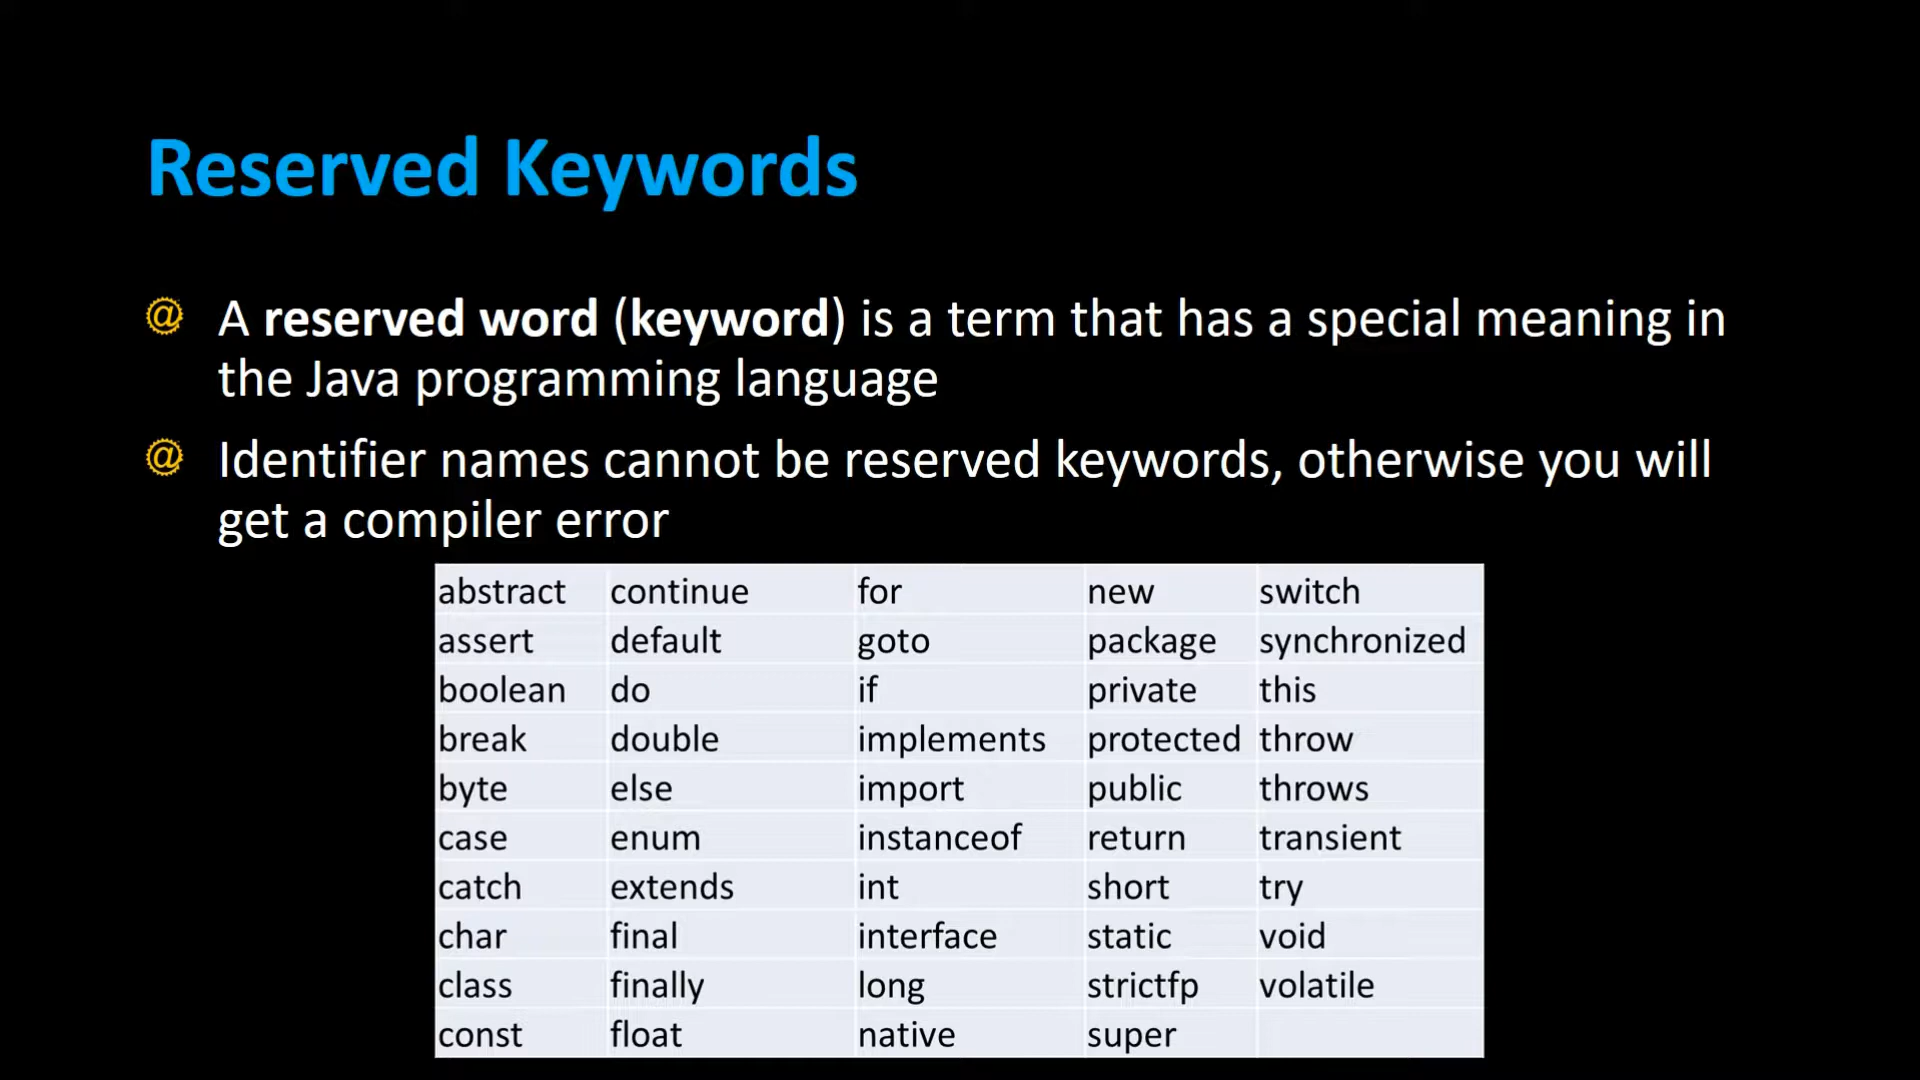 Reserved Keywords
@ A reserved word (keyword) is a term that has a special meaning in
the Java programming language
@ Identifier names cannot be reserved keywords, otherwise you will
get a compiler error
abstract continue for new switch
assert default goto package synchronized
boolean do if private this
break double implements protected throw
byte else import public throws
case enum instanceof return transient
catch extends int short try
char final interface static void
class finally long strictfp volatile
const float native super